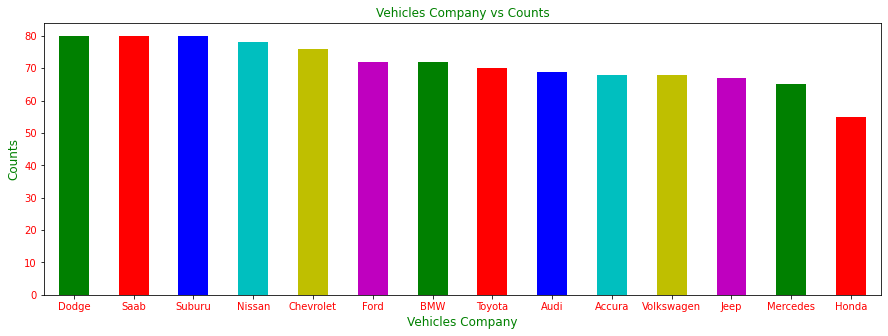 Vehicles Company vs Counts
Counts
80
70
60
50
40
30
20
10
0
Dodge Saab Suburu Nissan Chevrolet Ford BMW Toyota Audi Accura Volkswagen Jeep Mercedes Honda
Vehicles Company